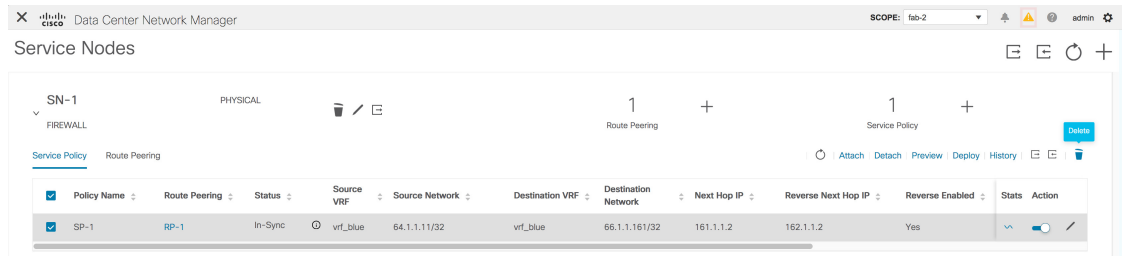 CISCO Data Center Network Manager SCOPE: fab-2 admin
Service Nodes
SN-1 PHYSICAL 1 1
FIREWALL Route Peering Service Policy
Delete
Service Policy Route Peering Attach Detach Preview Deploy History
Policy Name Route Peering Status Source VRF Source Network Destination VRF Destination Network Next Hop IP Reverse Next Hop IP Reverse Enabled Stats Action
SP-1 RP-1 In-Sync vrf_blue 64.1.1.11/32 vrf_blue 66.1.1.161/32 161.1.1.2 162.1.1.2 Yes